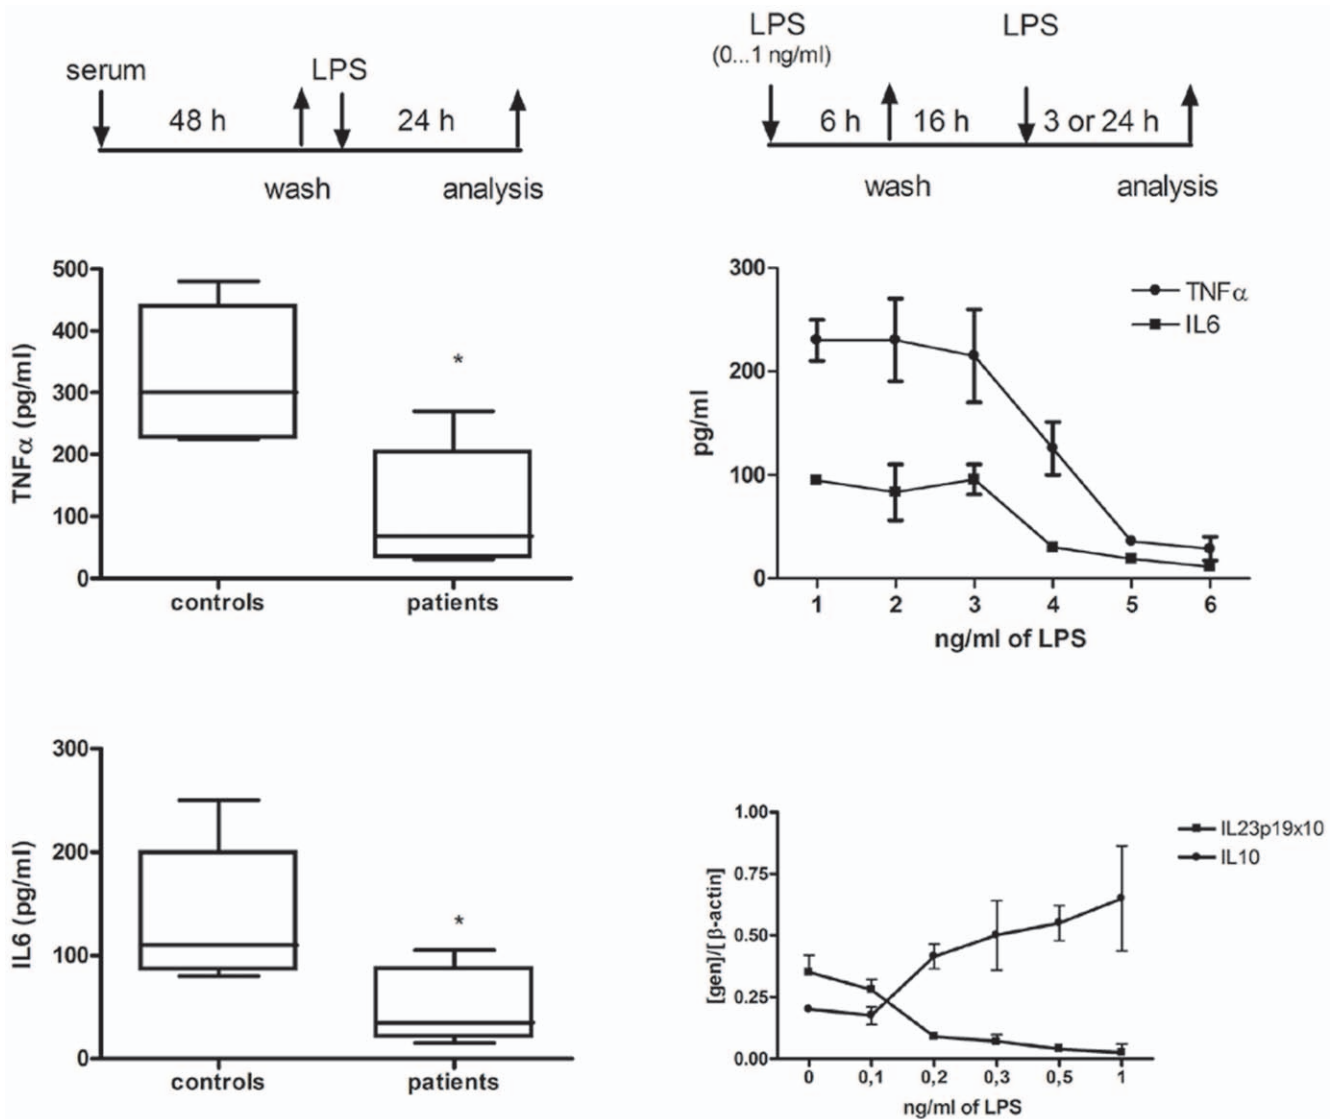 serum
LPS
48 h
24 h
wash
analysis
LPS
(0...1 ng/ml)
LPS
6 h
16 h
3 or 24 h
wash
analysis
TNFα (pg/ml)
500
400
300
200
100
0
controls
patients
*
pg/ml
300
200
100
0
TNFα
IL6
1 2 3 4 5 6
ng/ml of LPS
IL6 (pg/ml)
300
200
100
0
controls
patients
*
[gen]/[β-actin]
1.00
0.75
0.50
0.25
0.00
IL23p19x10
IL10
0 0,1 0,2 0,3 0,5 1
ng/ml of LPS